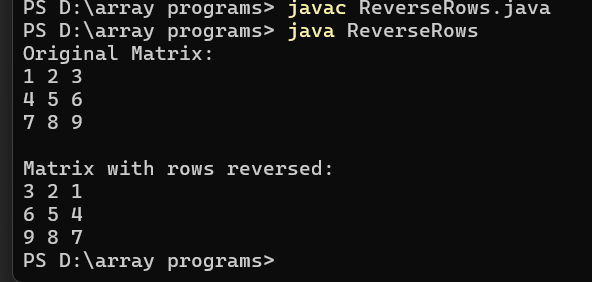 PS D:\array programs> javac ReverseRows.java
PS D:\array programs> java ReverseRows
Original Matrix:
1 2 3
4 5 6
7 8 9

Matrix with rows reversed:
3 2 1
6 5 4
9 8 7
PS D:\array programs>